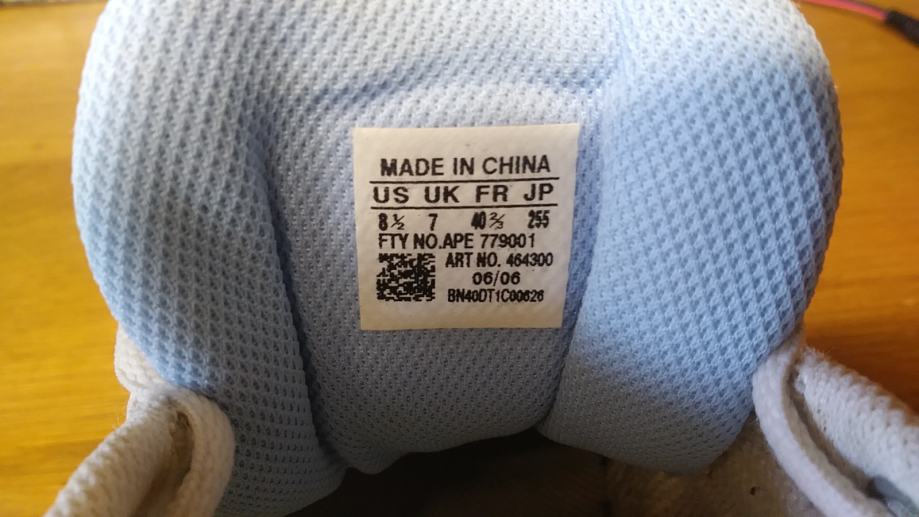 MADE IN CHINA
US UK FR JP
8½ 7 40⅔ 255
FTY NO.APE 779001
ART NO. 464300
06/06
BN40DT1C00626